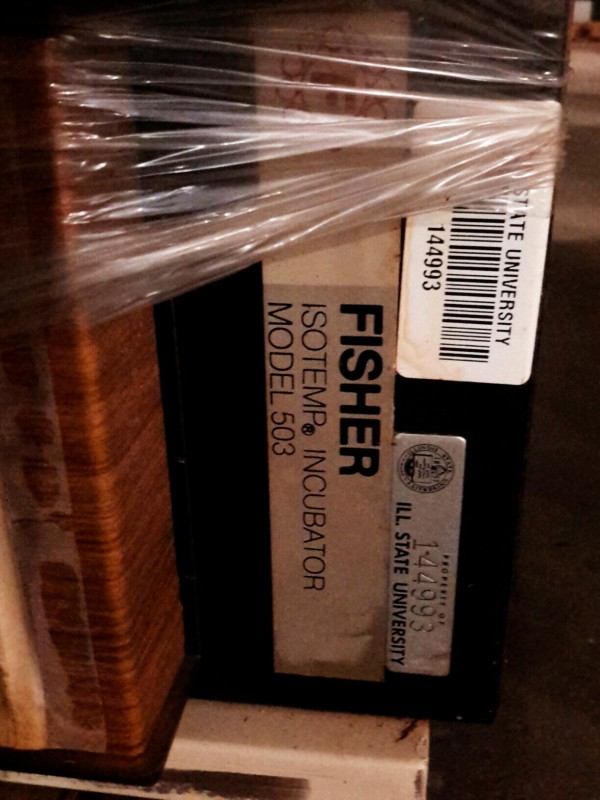 FISHER
ISOTEMP® INCUBATOR
MODEL 503
STATE UNIVERSITY
144993
PROPERTY OF
144993
ILL. STATE UNIVERSITY